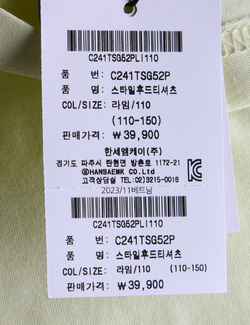 C241TSG52PLI110
품 번: C241TSG52P
품 명: 스타일후드티셔츠
COL/SIZE: 라임/110
(110-150)
판매가격: ₩39,900
한세엠케이(주)
경기도 파주시 탄현면 방촌로 1172-21
ⓒHANSAEMK CO.Ltd
고객상담실 TEL:02)3215-0016
2023/11베트남
C241TSG52PLI110
품 번: C241TSG52P
품 명: 스타일후드티셔츠
COL/SIZE: 라임/110 (110-150)
판매가격: ₩39,900